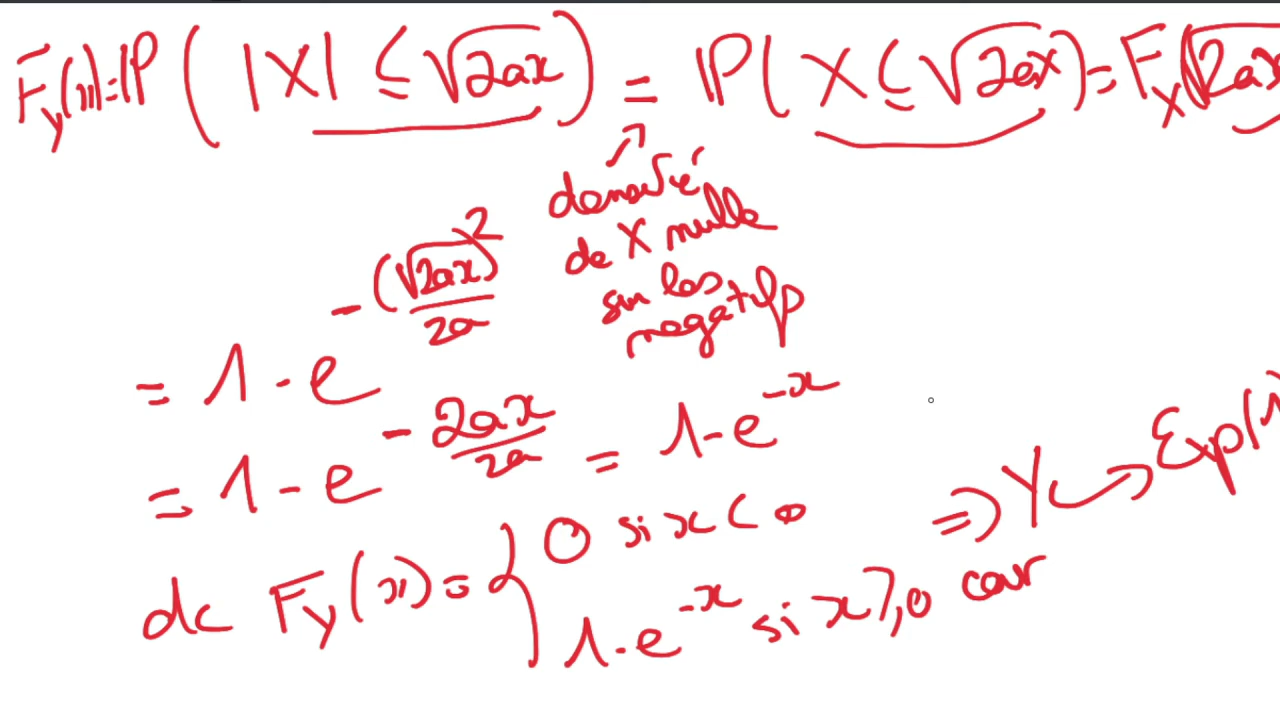 F_Y(x) = P(|X| ≤ √2ax) = P(X ≤ √2ax) = F_X(√2ax
densité
de X nulle
sur les
négatifs
= 1 - e^(-(√2ax)²/2a)
= 1 - e^(-2ax/2a) = 1 - e^(-x)
=> Y ↪ Exp(1
dc F_Y(x) = { 0 si x < 0
1 - e^(-x) si x ≥ 0 car